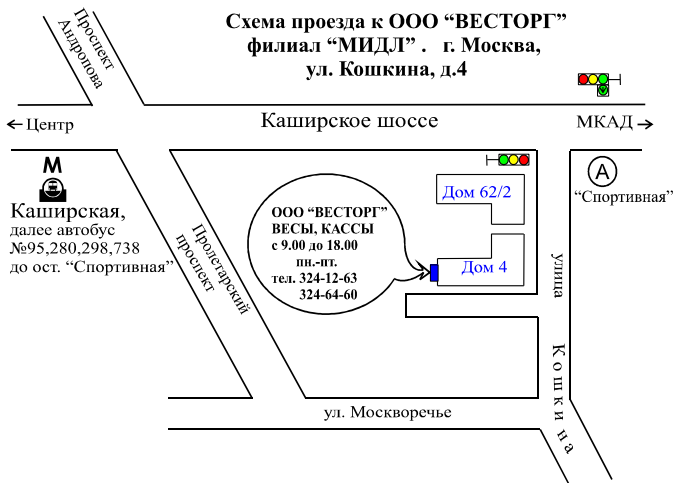 Схема проезда к ООО “ВЕСТОРГ”
филиал “МИДЛ” .   г. Москва,
ул. Кошкина, д.4
Проспект
Андропова
Центр
Каширское шоссе
МКАД
М
Каширская,
далее автобус
№95,280,298,738
до ост. “Спортивная”
А
“Спортивная”
Дом 62/2
ООО “ВЕСТОРГ”
ВЕСЫ, КАССЫ
с 9.00 до 18.00
пн.-пт.
тел. 324-12-63
324-64-60
Дом 4
Пролетарский
проспект
улица
Кошкина
ул. Москворечье